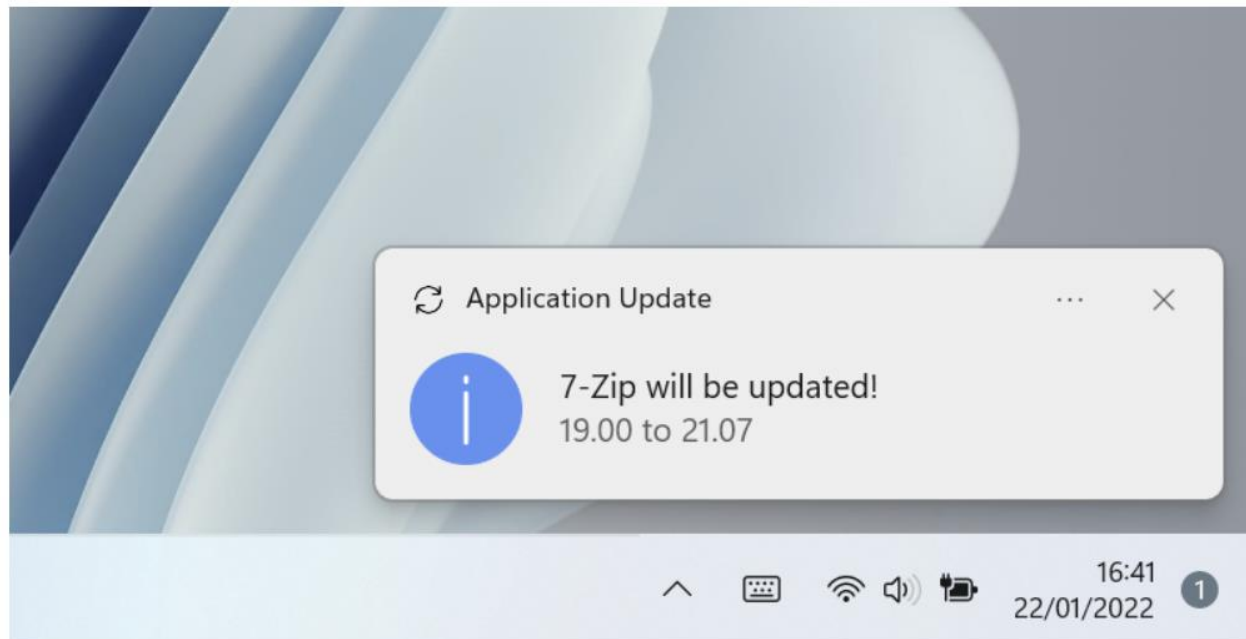 Application Update
7-Zip will be updated!
19.00 to 21.07
16:41
22/01/2022
1